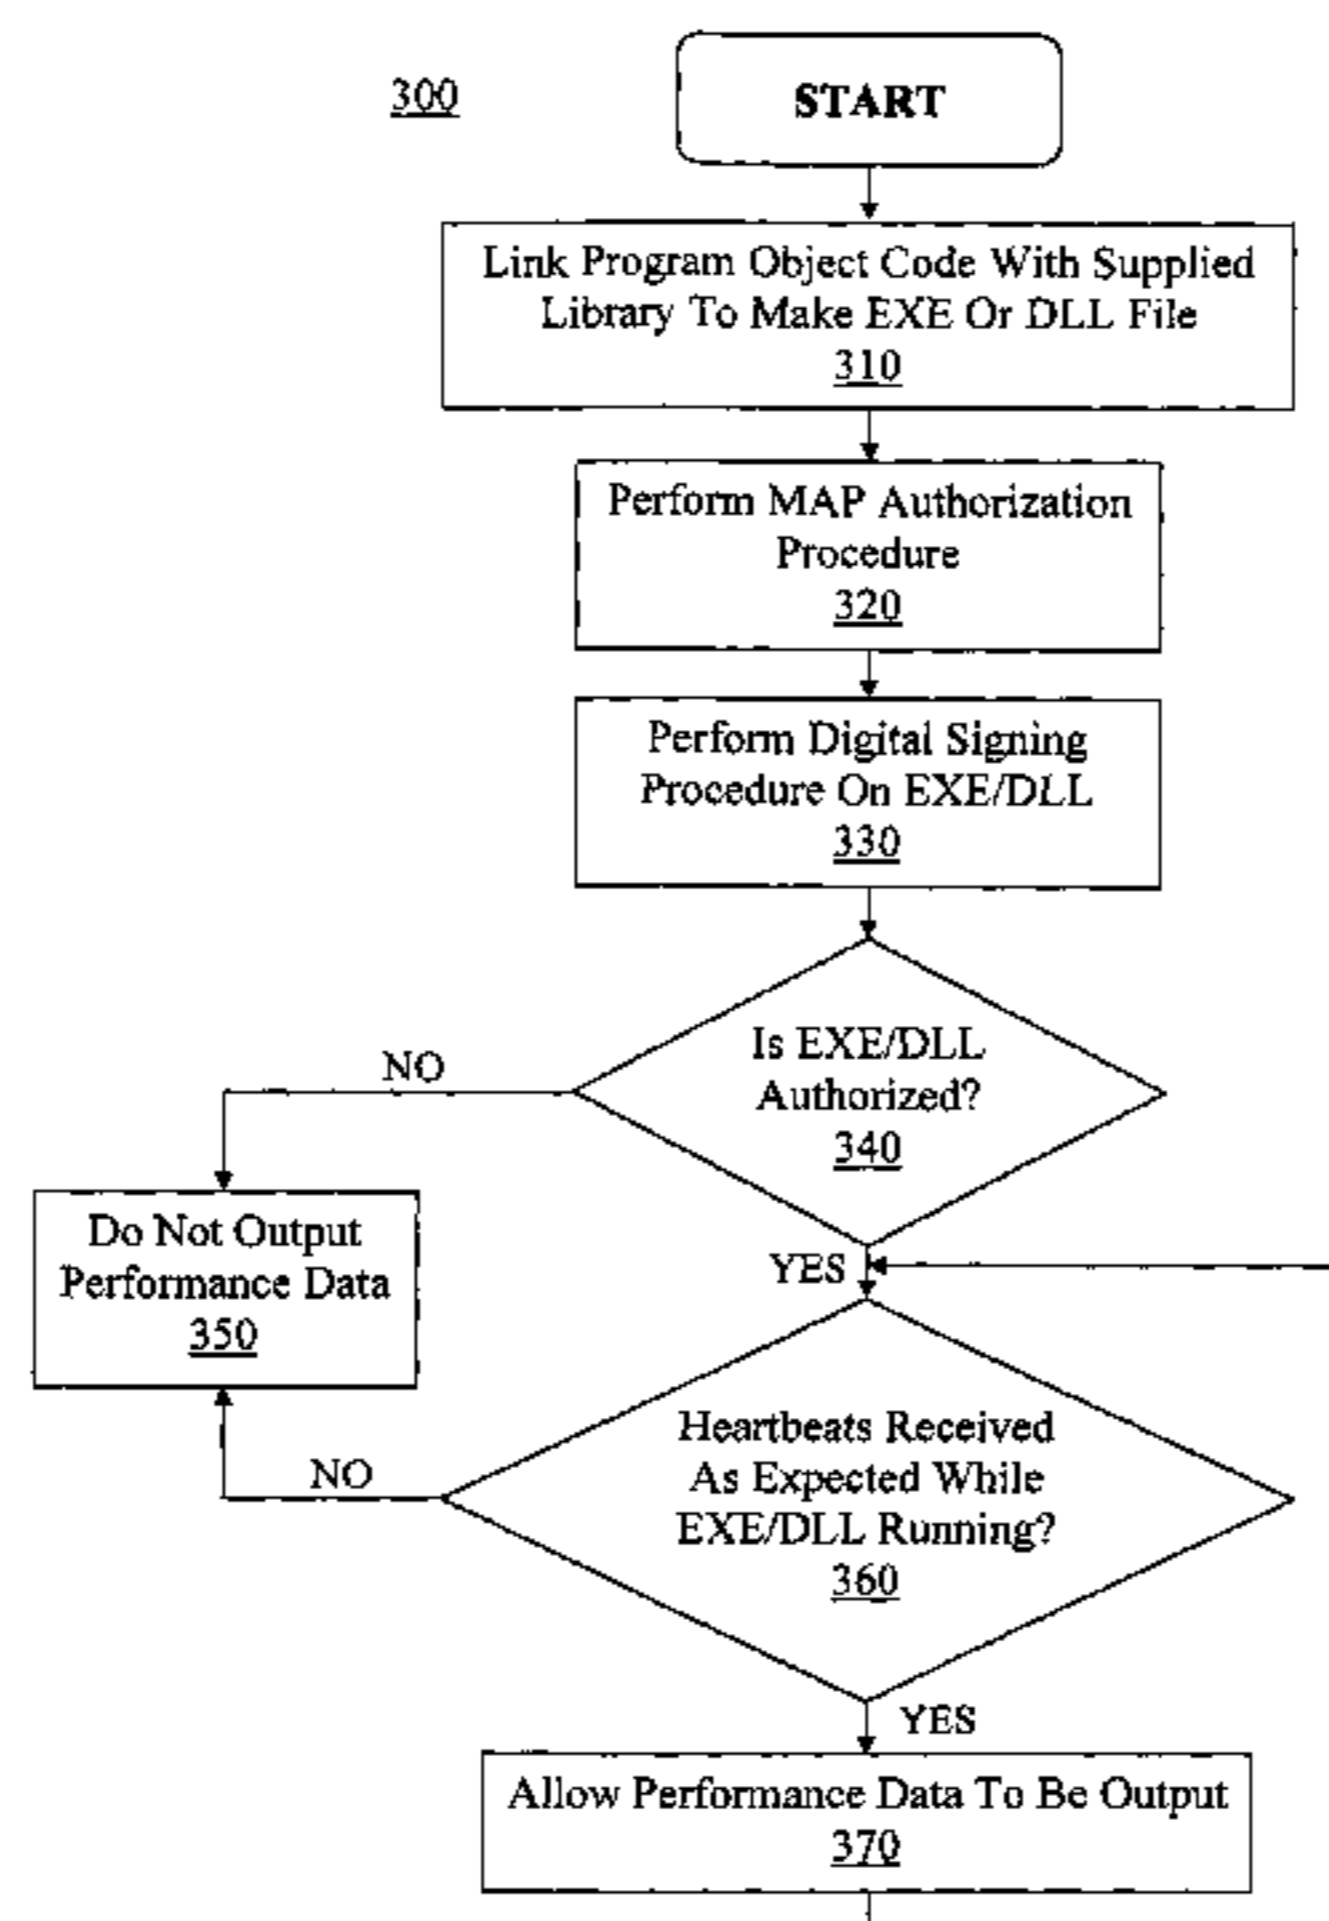 300
START
Link Program Object Code With Supplied
Library To Make EXE Or DLL File
310
Perform MAP Authorization
Procedure
320
Perform Digital Signing
Procedure On EXE/DLL
330
Is EXE/DLL
Authorized?
340
NO
Do Not Output
Performance Data
350
YES
Heartbeats Received
As Expected While
EXE/DLL Running?
360
NO
YES
Allow Performance Data To Be Output
370